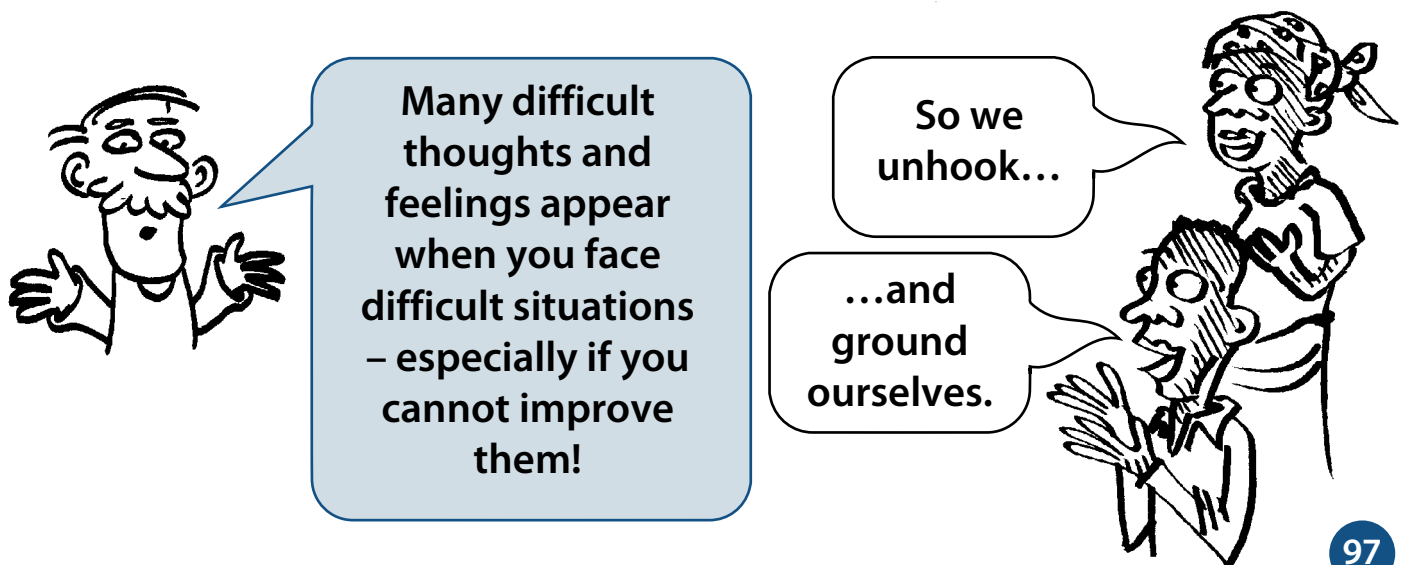 Many difficult
thoughts and
feelings appear
when you face
difficult situations
– especially if you
cannot improve
them!
So we
unhook…
…and
ground
ourselves.
97